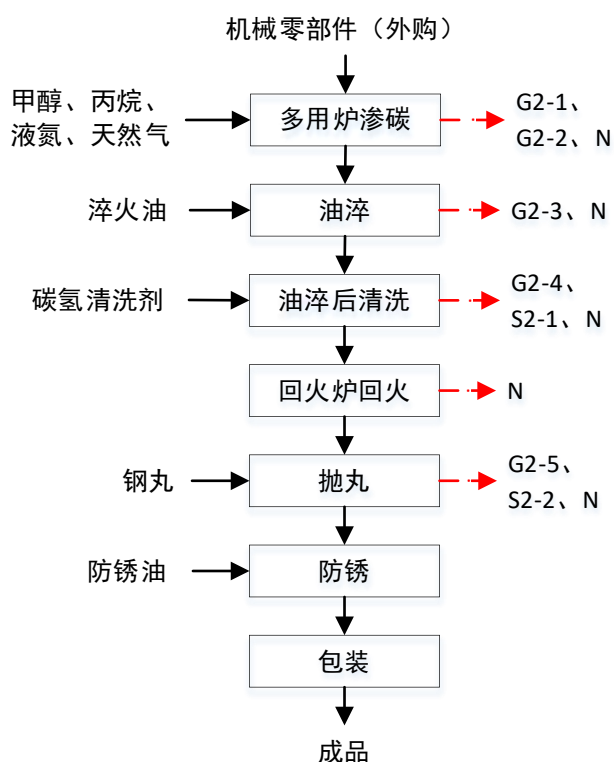 机械零部件（外购）
甲醇、丙烷、
液氮、天然气
多用炉渗碳
G2-1、
G2-2、N
淬火油
油淬
G2-3、N
碳氢清洗剂
油淬后清洗
G2-4、
S2-1、N
回火炉回火
N
钢丸
抛丸
G2-5、
S2-2、N
防锈油
防锈
包装
成品